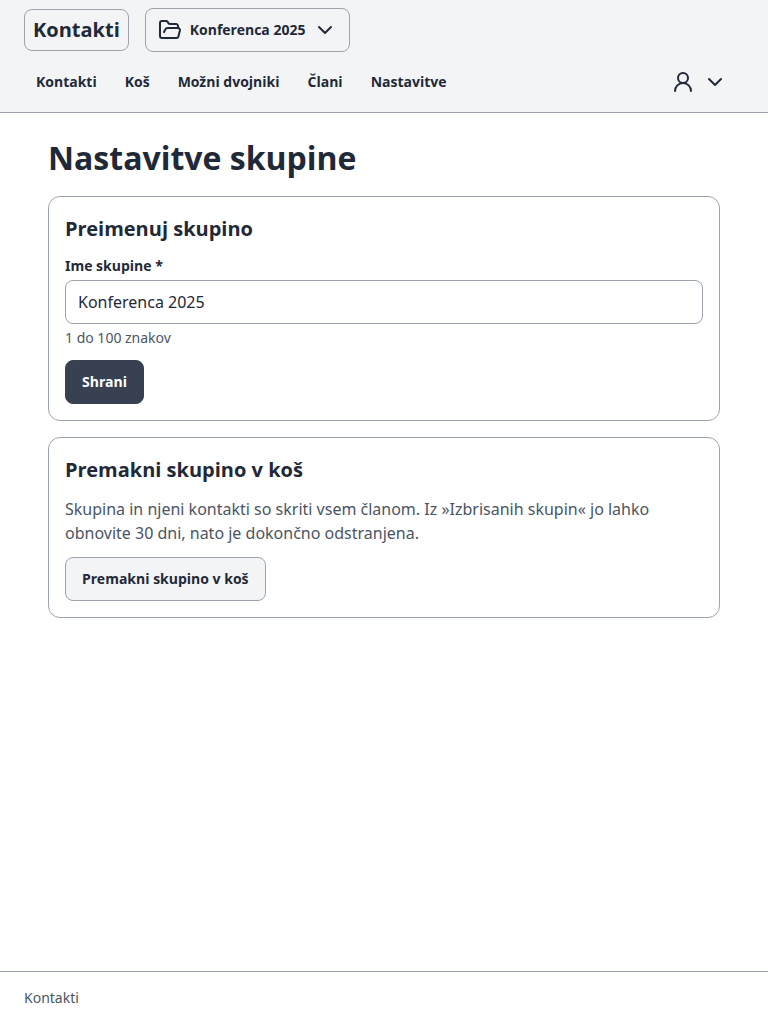 Kontakti
Konferenca 2025
Kontakti Koš Možni dvojniki Člani Nastavitve
Nastavitve skupine
Preimenuj skupino
Ime skupine *
Konferenca 2025
1 do 100 znakov
Shrani
Premakni skupino v koš
Skupina in njeni kontakti so skriti vsem članom. Iz »Izbrisanih skupin« jo lahko
obnovite 30 dni, nato je dokončno odstranjena.
Premakni skupino v koš
Kontakti